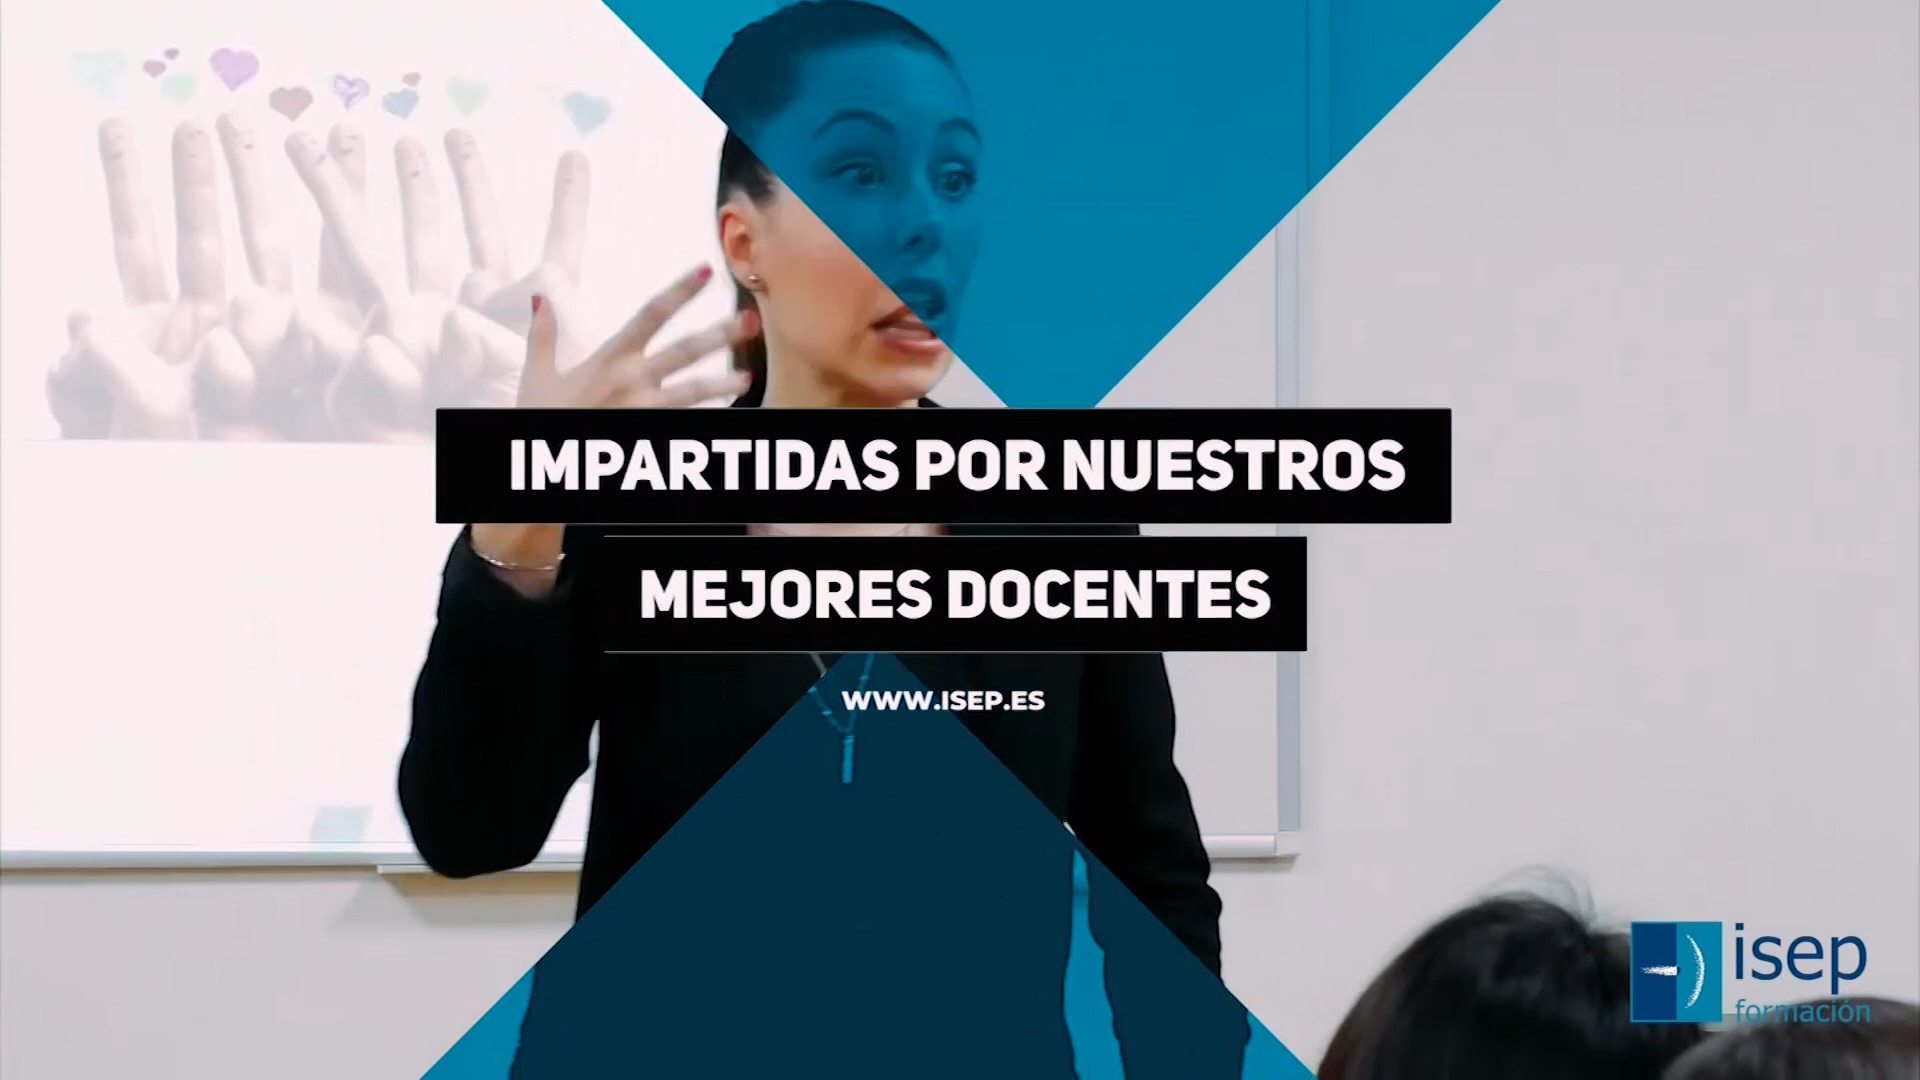 IMPARTIDAS POR NUESTROS
MEJORES DOCENTES
WWW.ISEP.ES
isep
formación